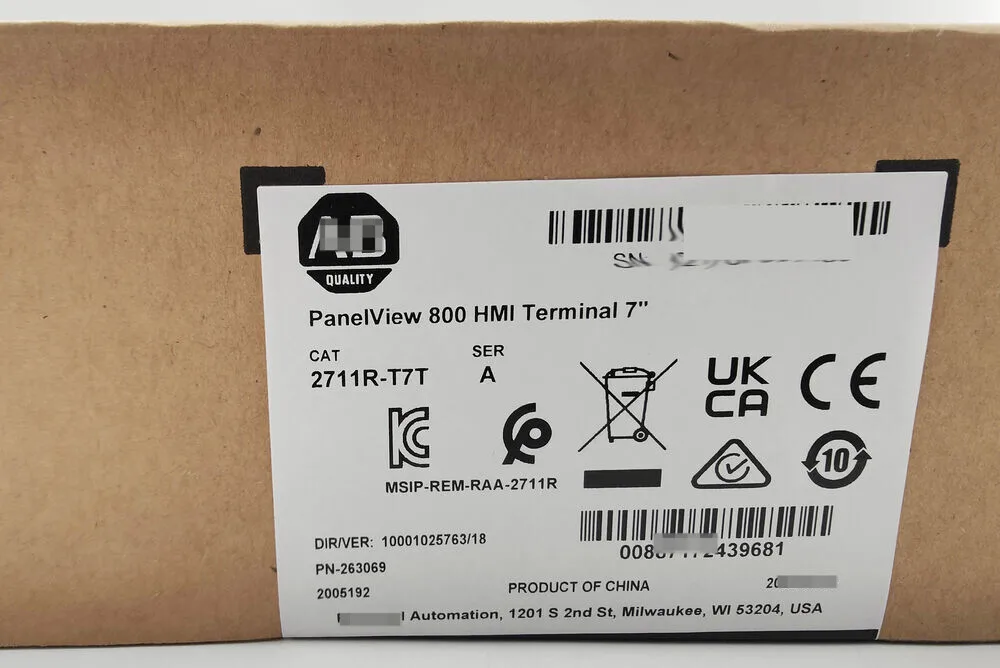 QUALITY
SN
PanelView 800 HMI Terminal 7"
CAT SER
2711R-T7T A
UK
CA
CE
10
MSIP-REM-RAA-2711R
DIR/VER: 10001025763/18
PN-263069
2005192
PRODUCT OF CHINA
Automation, 1201 S 2nd St, Milwaukee, WI 53204, USA